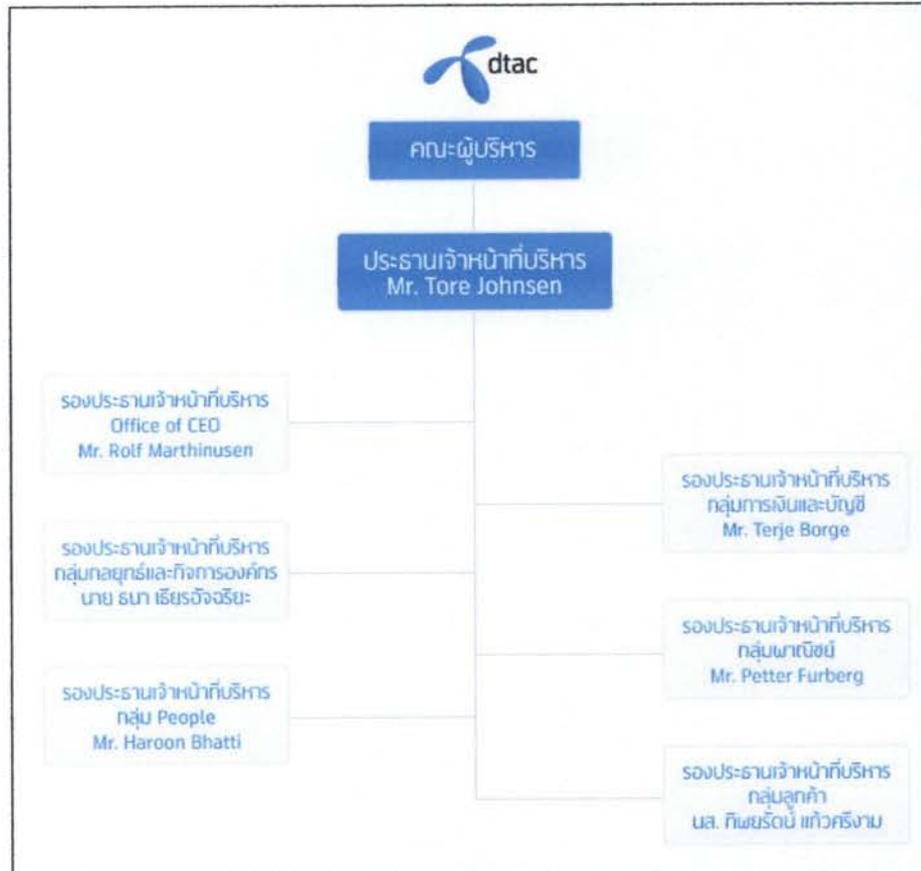 dtac
คณะผู้บริหาร
ประธานเจ้าหน้าที่บริหาร
Mr. Tore Johnsen
รองประธานเจ้าหน้าที่บริหาร
Office of CEO
Mr. Rolf Marthinusen
รองประธานเจ้าหน้าที่บริหาร
กลุ่มการเงินและบัญชี
Mr. Terje Borge
รองประธานเจ้าหน้าที่บริหาร
กลุ่มกลยุทธ์และกิจการองค์กร
นาย ธนา เธียรอัจฉริยะ
รองประธานเจ้าหน้าที่บริหาร
กลุ่มพาณิชย์
Mr. Petter Furberg
รองประธานเจ้าหน้าที่บริหาร
กลุ่ม People
Mr. Haroon Bhatti
รองประธานเจ้าหน้าที่บริหาร
กลุ่มลูกค้า
นส. ทิพยรัตน์ แก้วศรีงาม